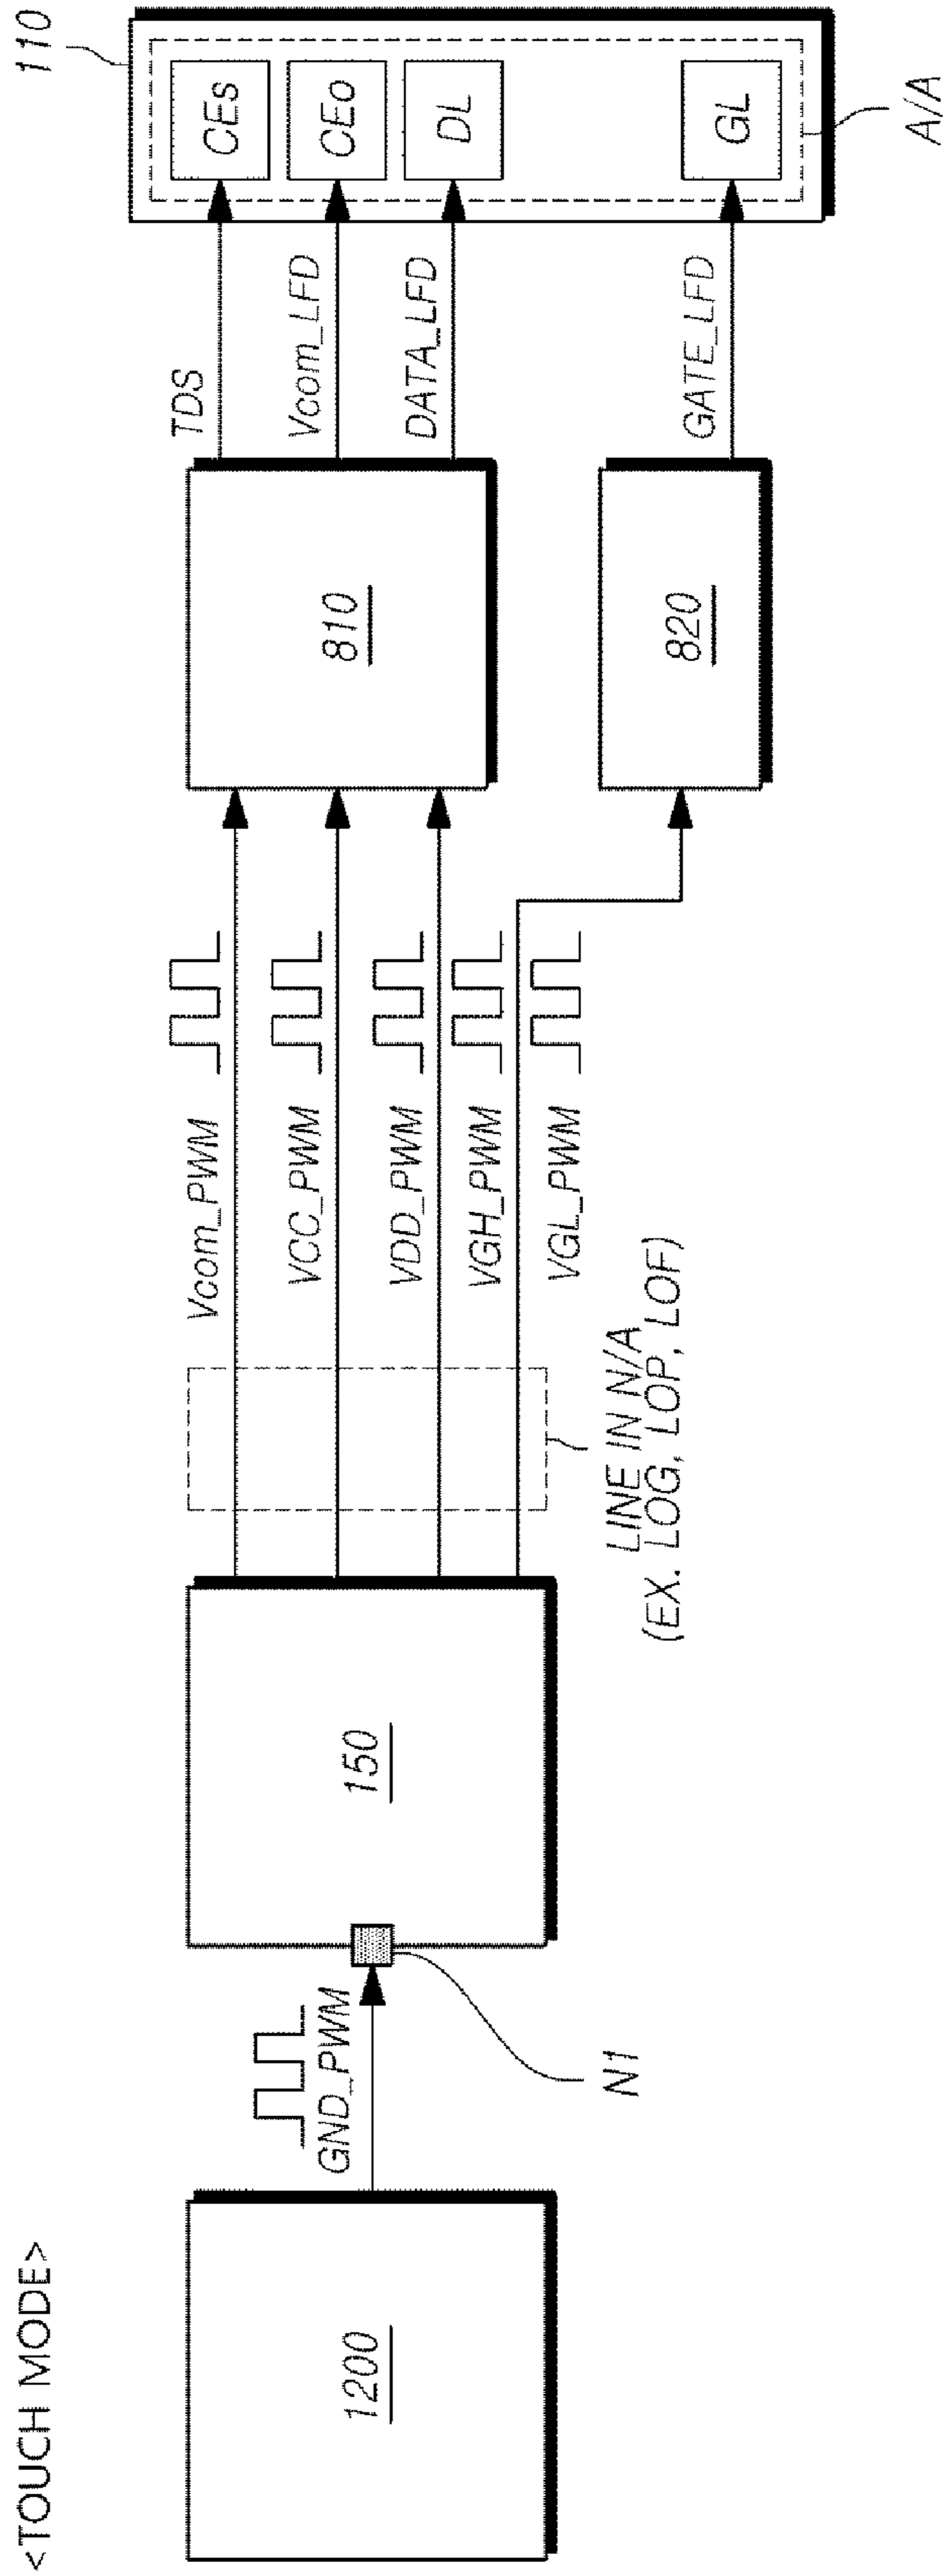 <TOUCH MODE>
1200
GND_PWM
N1
150
LINE IN N/A
(EX. LOG, LOP, LOF)
Vcom_PWM
VCC_PWM
VDD_PWM
VGH_PWM
VGL_PWM
810
820
TDS
Vcom_LFD
DATA_LFD
GATE_LFD
110
CEs
CEo
DL
GL
A/A